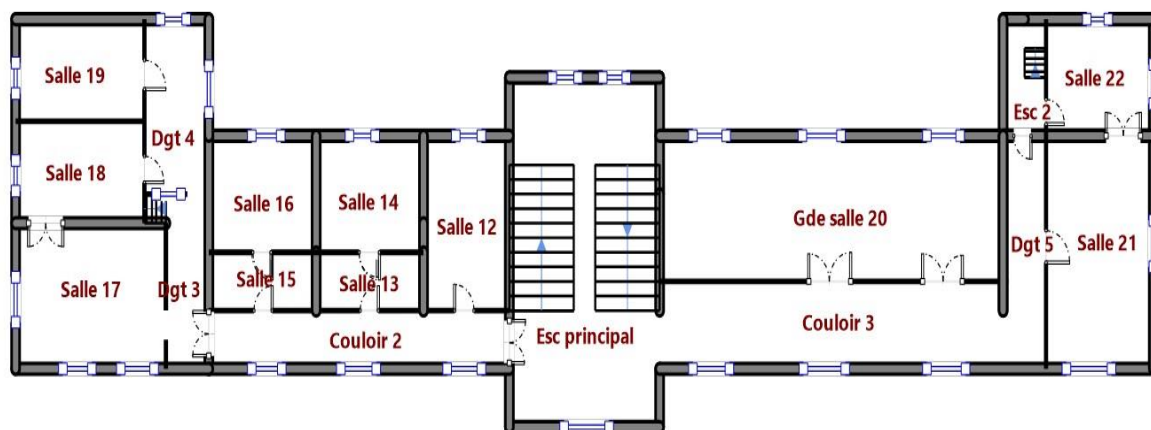 Salle 19
Salle 22
Esc 2
Dgt 4
Salle 18
Salle 16
Salle 14
Salle 12
Gde salle 20
Dgt 5
Salle 21
Salle 17
Dgt 3
Salle 15
Salle 13
Couloir 2
Esc principal
Couloir 3